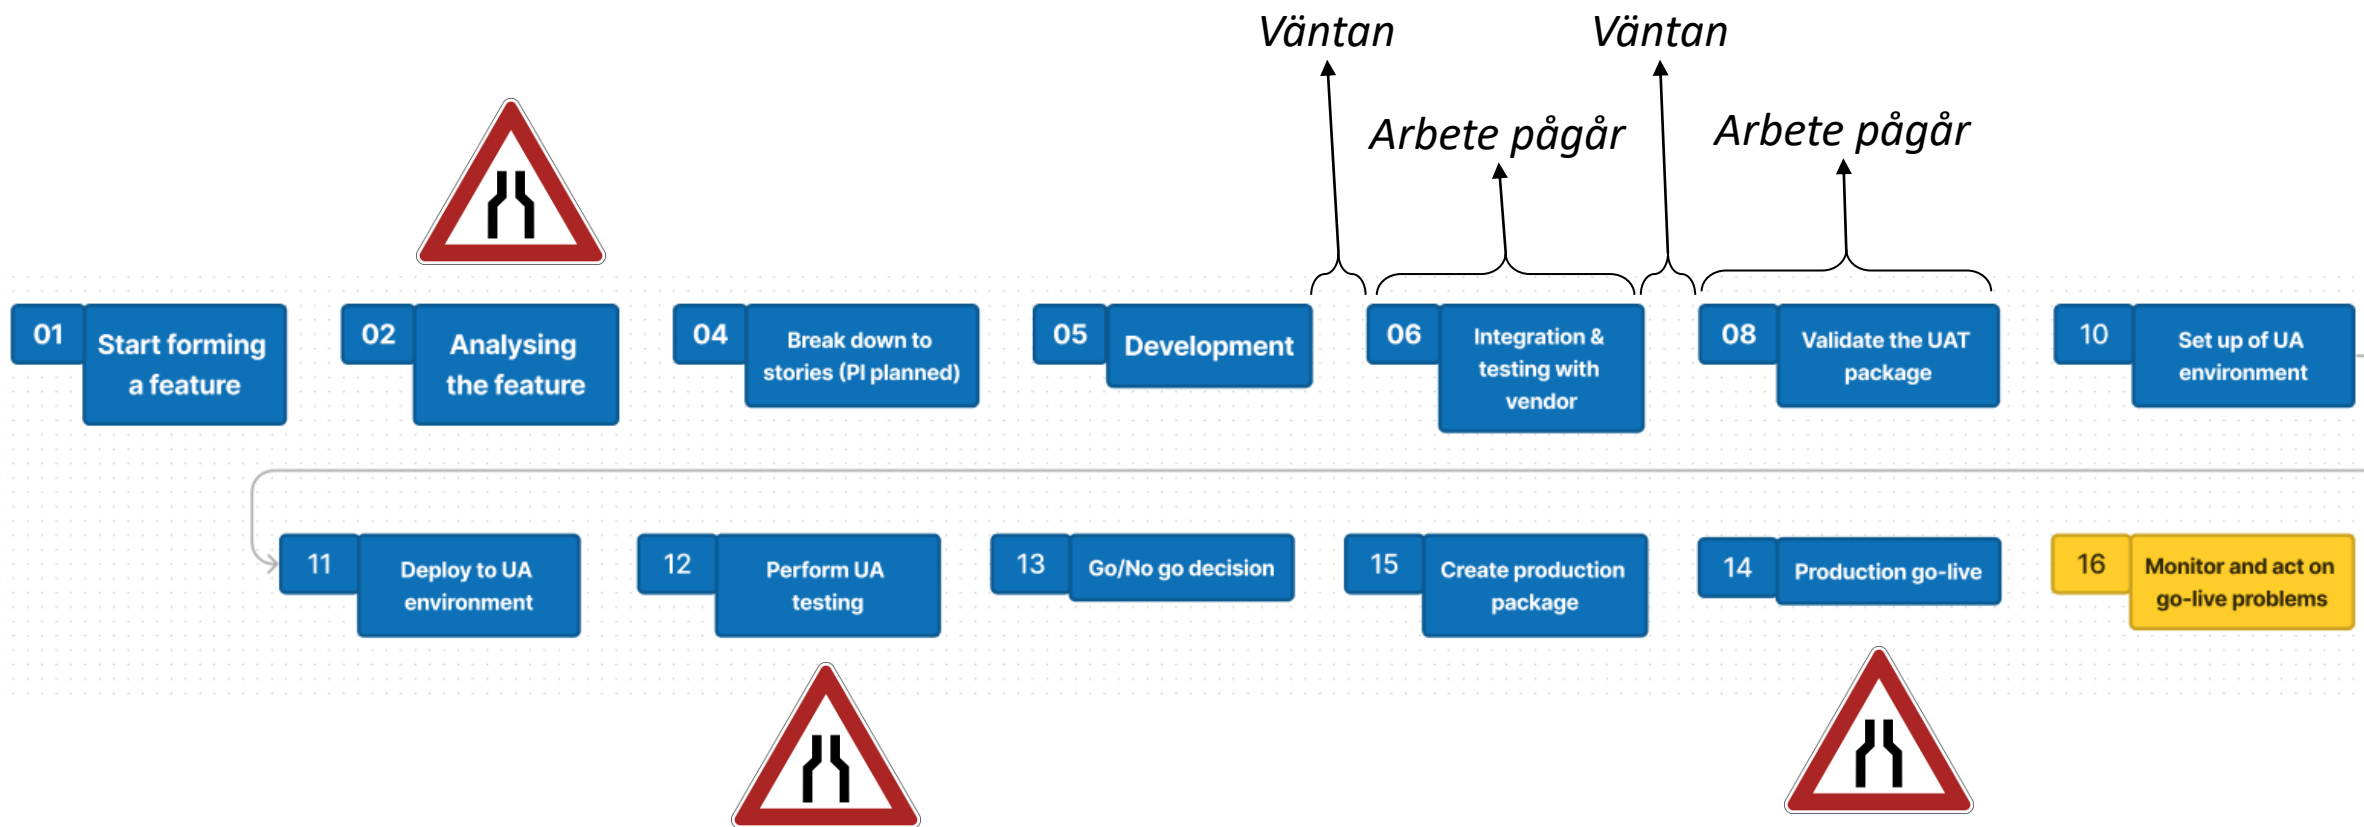 Väntan
Väntan
Arbete pågår
Arbete pågår
01
Start forming
a feature
02
Analysing
the feature
04
Break down to
stories (PI planned)
05
Development
06
Integration &
testing with
vendor
08
Validate the UAT
package
10
Set up of UA
environment
11
Deploy to UA
environment
12
Perform UA
testing
13
Go/No go decision
15
Create production
package
14
Production go-live
16
Monitor and act on
go-live problems